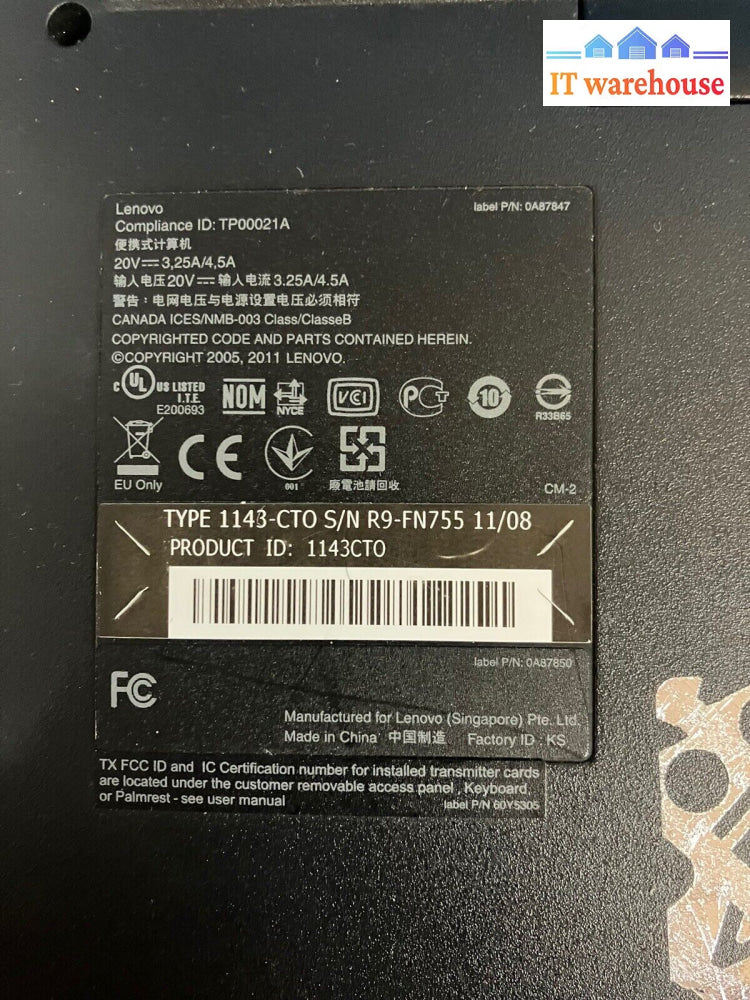 IT warehouse
Lenovo
label P/N: 0A87847
Compliance ID: TP00021A
便携式计算机
20V⎓3,25A/4,5A
输入电压20V⎓输入电流3.25A/4.5A
警告：电网电压与电源设置电压必须相符
CANADA ICES/NMB-003 Class/ClasseB
COPYRIGHTED CODE AND PARTS CONTAINED HEREIN.
©COPYRIGHT 2005, 2011 LENOVO.
C UL US LISTED
I.T.E.
E200693
NOM
NYCE
VCI
PCT
10
R33B65
EU Only
CE
001
廢電池請回收
CM-2
TYPE 1143-CTO S/N R9-FN755 11/08
PRODUCT ID: 1143CTO
label P/N: 0A87850
FC
Manufactured for Lenovo (Singapore) Pte. Ltd.
Made in China 中国制造 Factory ID : KS
TX FCC ID and IC Certification number for installed transmitter cards
are located under the customer removable access panel , Keyboard,
or Palmrest - see user manual
label P/N 60Y5305